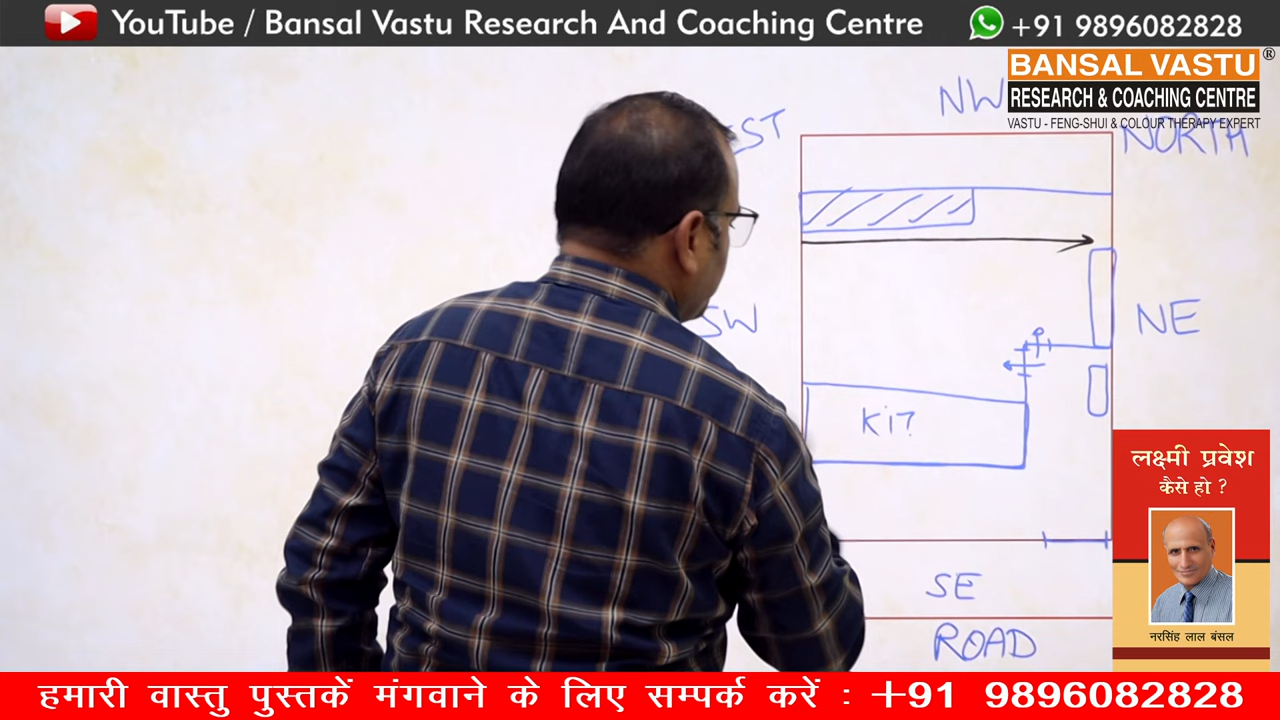 YouTube / Bansal Vastu Research And Coaching Centre
+91 9896082828
BANSAL VASTU®
RESEARCH & COACHING CENTRE
VASTU - FENG-SHUI & COLOUR THERAPY EXPERT
NW
NORTH
SW
NE
KIT
लक्ष्मी प्रवेश
कैसे हो ?
नरसिंह लाल बंसल
SE
ROAD
हमारी वास्तु पुस्तकें मंगवाने के लिए सम्पर्क करें : +91 9896082828